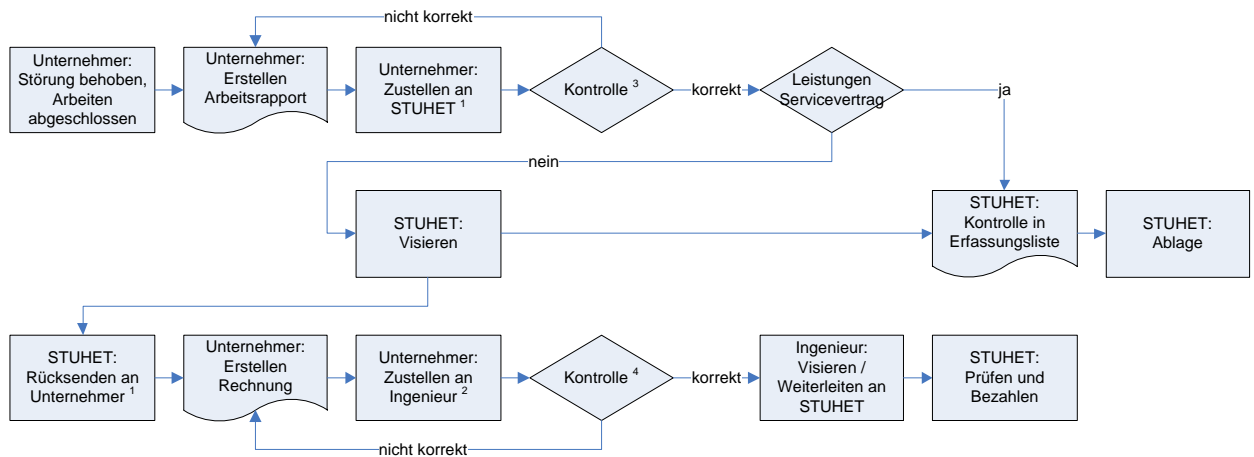 nicht korrekt
Unternehmer:
Störung behoben,
Arbeiten
abgeschlossen
Unternehmer:
Erstellen
Arbeitsrapport
Unternehmer:
Zustellen an
STUHET ¹
Kontrolle ³
korrekt
Leistungen
Servicevertrag
ja
nein
STUHET:
Visieren
STUHET:
Kontrolle in
Erfassungsliste
STUHET:
Ablage
STUHET:
Rücksenden an
Unternehmer ¹
Unternehmer:
Erstellen
Rechnung
Unternehmer:
Zustellen an
Ingenieur ²
Kontrolle ⁴
korrekt
Ingenieur:
Visieren /
Weiterleiten an
STUHET
STUHET:
Prüfen und
Bezahlen
nicht korrekt